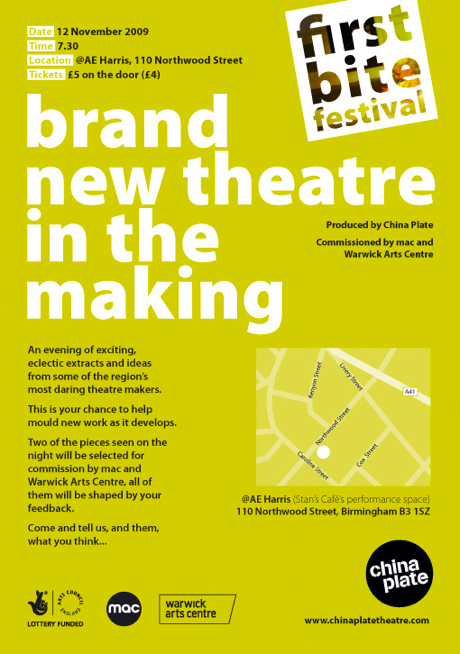 Date 12 November 2009
Time 7.30
Location @AE Harris, 110 Northwood Street
Tickets £5 on the door (£4)
first
bite
festival
brand
new theatre
in the
making
Produced by China Plate
Commissioned by mac and
Warwick Arts Centre
An evening of exciting,
eclectic extracts and ideas
from some of the region's
most daring theatre makers.
This is your chance to help
mould new work as it develops.
Two of the pieces seen on the
night will be selected for
commission by mac and
Warwick Arts Centre, all of
them will be shaped by your
feedback.
Come and tell us, and them,
what you think...
Kenyon Street
Livery Street
A41
Northwood Street
Cox Street
Caroline Street
@AE Harris (Stan's Café's performance space)
110 Northwood Street, Birmingham B3 1SZ
china
plate
ARTS COUNCIL
ENGLAND
LOTTERY FUNDED
mac
warwick
arts centre
www.chinaplatetheatre.com